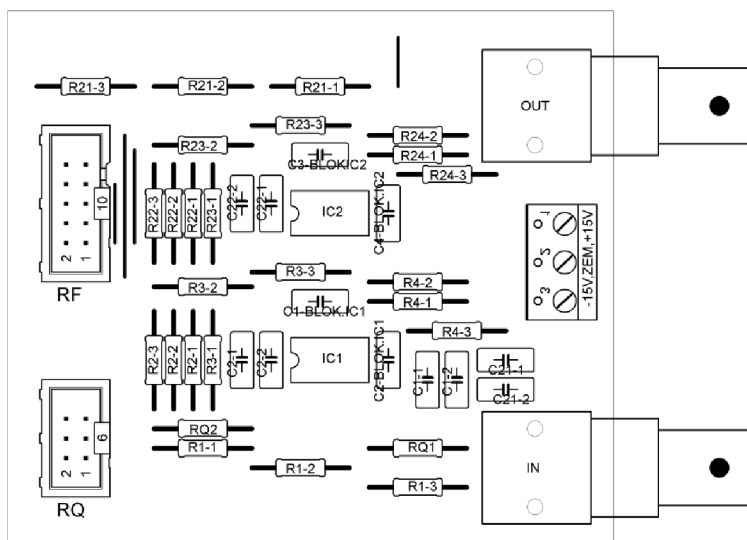 R21-3
R21-2
R21-1
OUT
R23-3
R24-2
R23-2
R24-1
C3-BLOKIC2
R24-3
10
2
1
RF
R22-3
R22-2
R22-1
R23-1
C22-2
C22-1
IC2
C4-BLOK.IC2
1
2
3
-15V,ZEM,+15V
R3-3
R3-2
R4-2
R4-1
C1-BLOK.IC1
R4-3
R2-3
R2-2
R2-1
R3-1
C2-1
C2-2
IC1
C2-BLOK.IC1
C1-1
C1-2
C21-1
C21-2
6
2
1
RQ
RQ2
R1-1
RQ1
R1-2
R1-3
IN